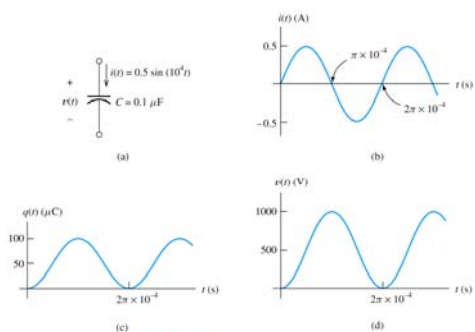 i(t) (A)
0.5
−0.5
π × 10⁻⁴
2π × 10⁻⁴
t (s)
(b)
+
v(t)
−
i(t) = 0.5 sin (10⁴t)
C = 0.1 μF
(a)
q(t) (μC)
100
50
2π × 10⁻⁴
t (s)
(c)
v(t) (V)
1000
500
2π × 10⁻⁴
t (s)
(d)